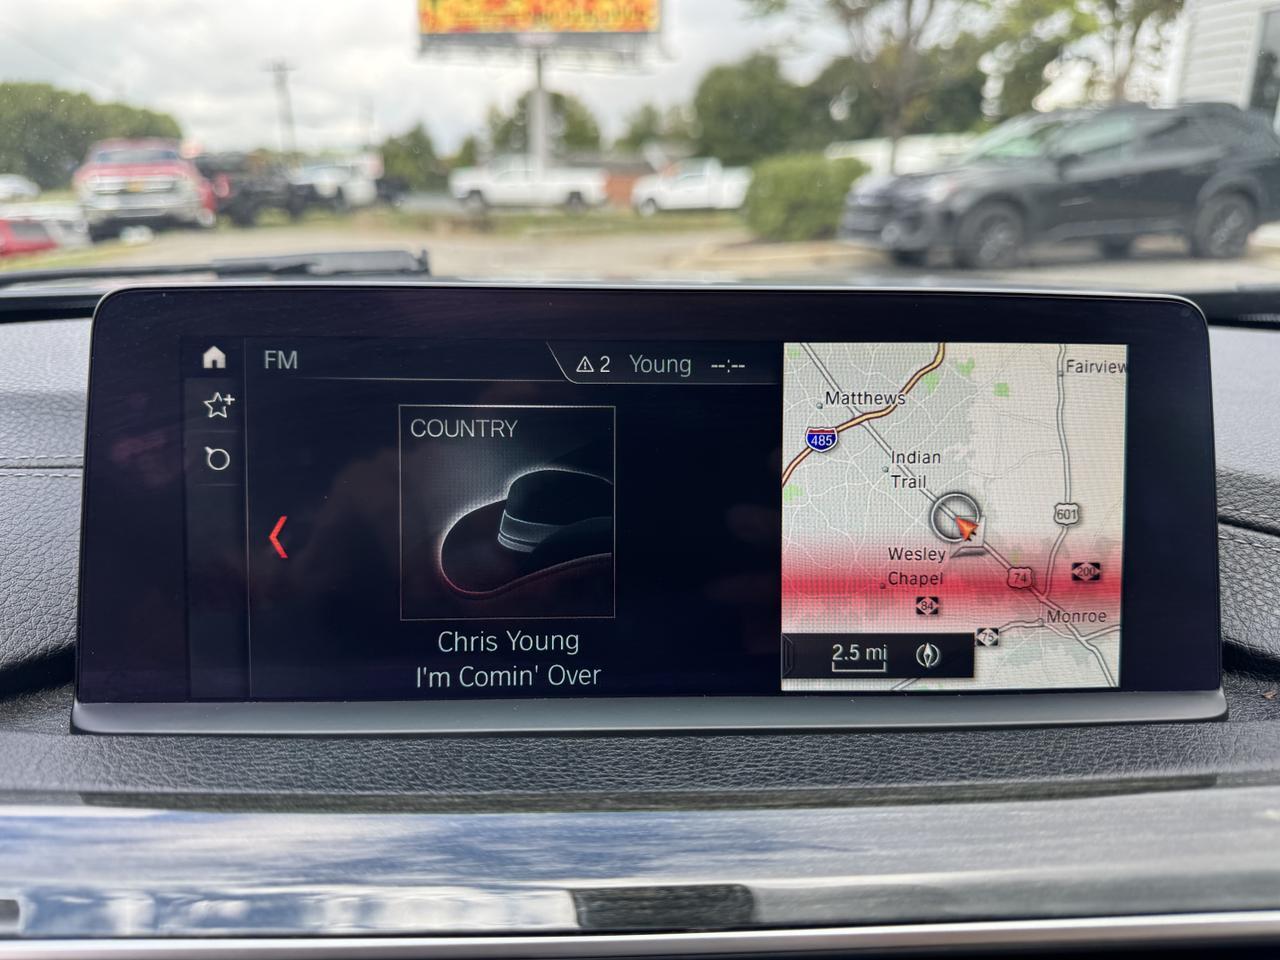 FM
2 Young --:--
COUNTRY
Chris Young
I'm Comin' Over
Fairview
Matthews
485
Indian
Trail
601
Wesley
Chapel
74
200
84
Monroe
75
2.5 mi